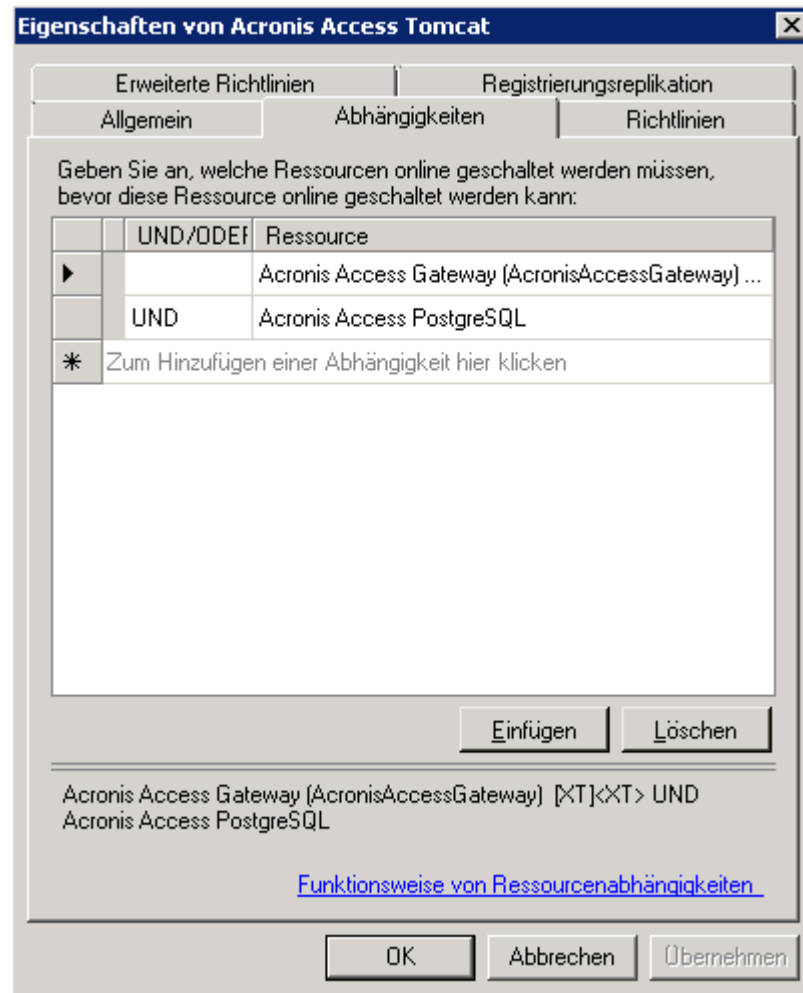 Eigenschaften von Acronis Access Tomcat
Erweiterte Richtlinien
Registrierungsreplikation
Allgemein
Abhängigkeiten
Richtlinien
Geben Sie an, welche Ressourcen online geschaltet werden müssen,
bevor diese Ressource online geschaltet werden kann:
UND/ODER Ressource
Acronis Access Gateway (AcronisAccessGateway) ...
UND Acronis Access PostgreSQL
Zum Hinzufügen einer Abhängigkeit hier klicken
Einfügen Löschen
Acronis Access Gateway (AcronisAccessGateway) [XT]<XT> UND
Acronis Access PostgreSQL
Funktionsweise von Ressourcenabhängigkeiten
OK Abbrechen Übernehmen